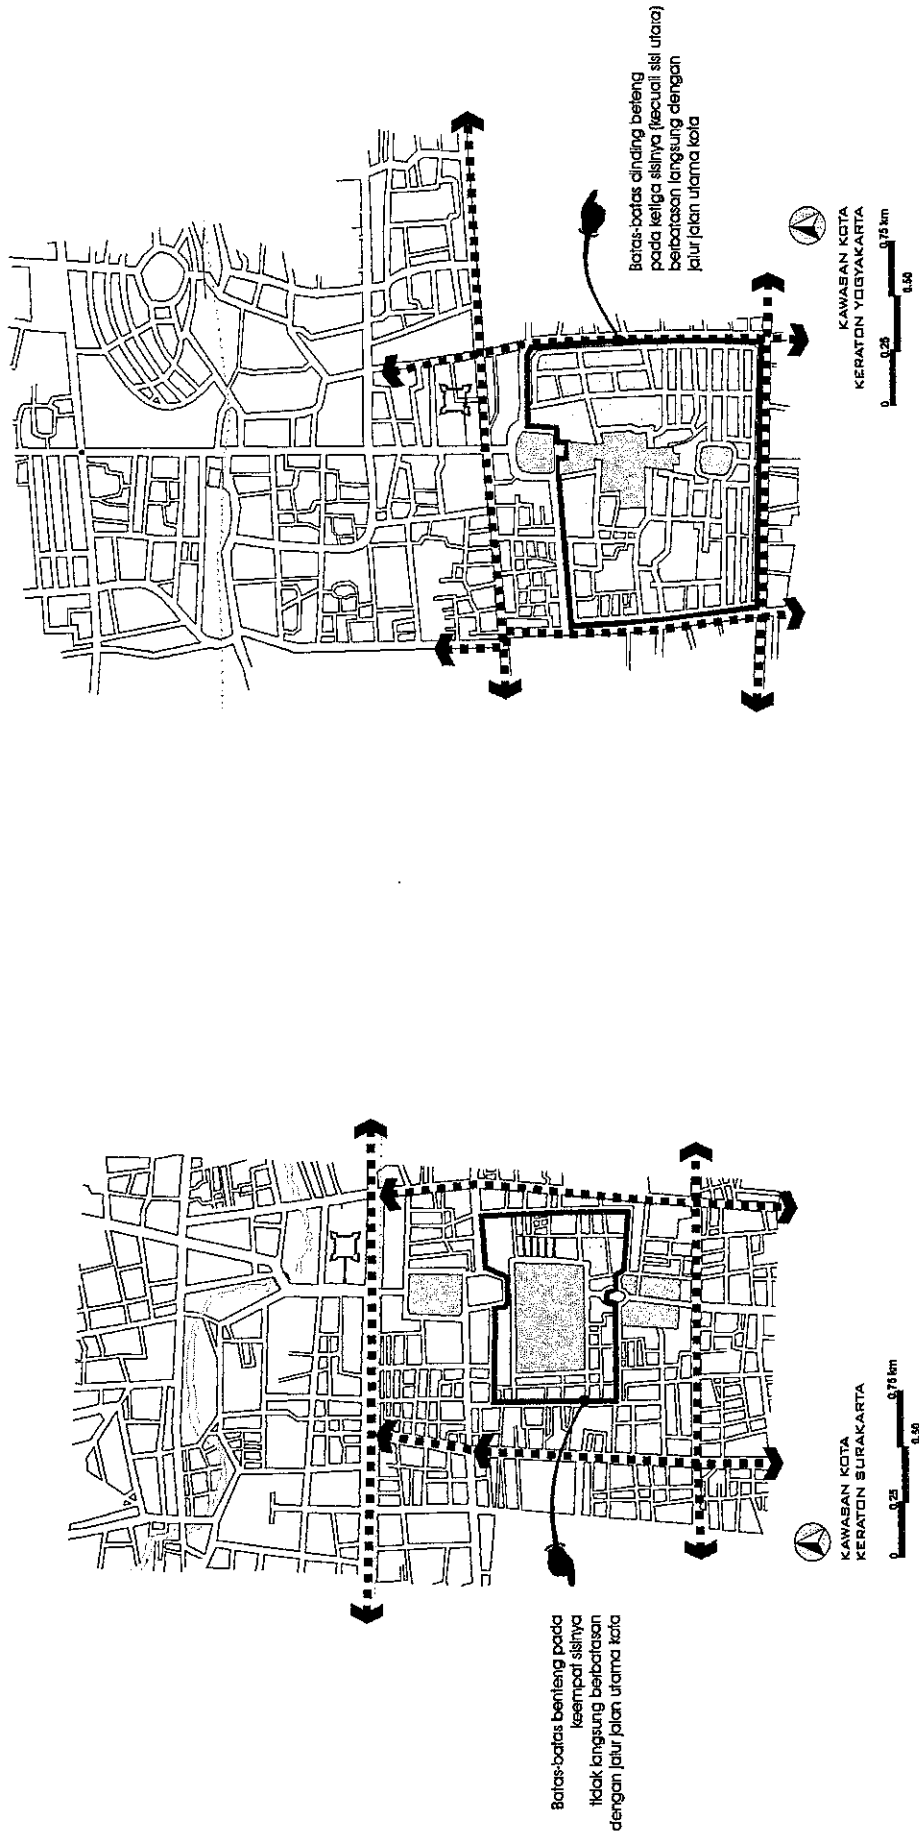 Batas-batas benteng pada
keempat sisinya
tidak langsung berbatasan
dengan jalur jalan utama kota
KAWASAN KOTA
KERATON SURAKARTA
0 0,25 0,75 km
0.50
Batas-batas dinding beteng
pada ketiga sisinya (kecuali sisi utara)
berbatasan langsung dengan
jalur jalan utama kota
KAWASAN KOTA
KERATON YOGYAKARTA
0 0,25 0,75 km
0.50